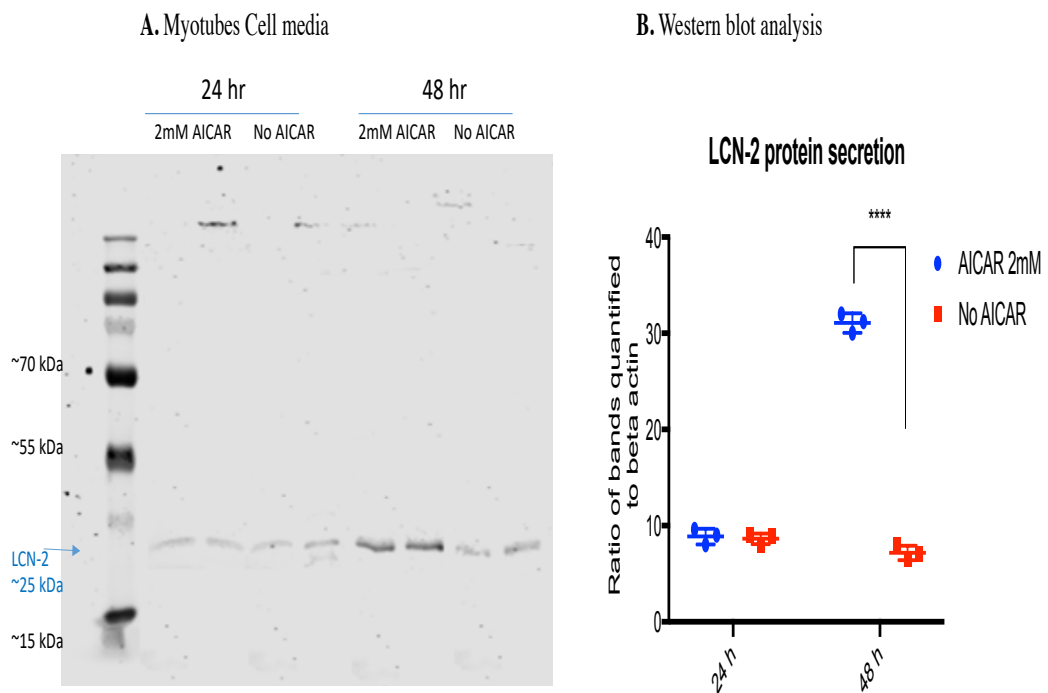 A. Myotubes Cell media
24 hr
48 hr
2mM AICAR
No AICAR
2mM AICAR
No AICAR
~70 kDa
~55 kDa
LCN-2
~25 kDa
~15 kDa
B. Western blot analysis
LCN-2 protein secretion
****
AICAR 2mM
No AICAR
Ratio of bands quantified
to beta actin
40
30
20
10
0
24 h
48 h